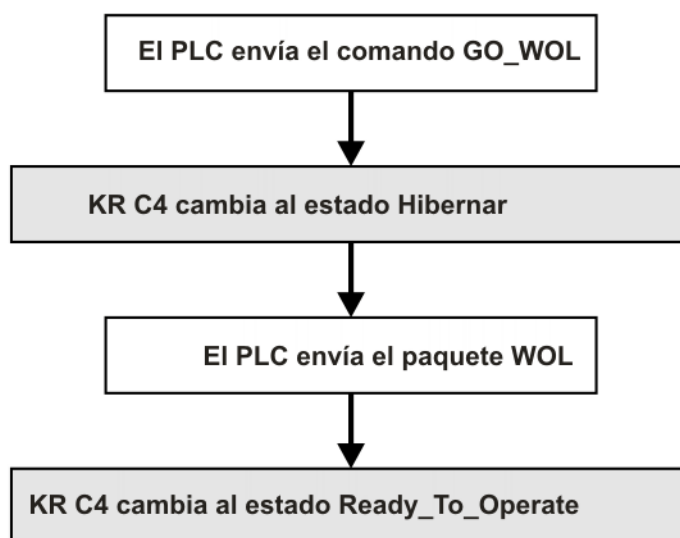 El PLC envía el comando GO_WOL
KR C4 cambia al estado Hibernar
El PLC envía el paquete WOL
KR C4 cambia al estado Ready_To_Operate